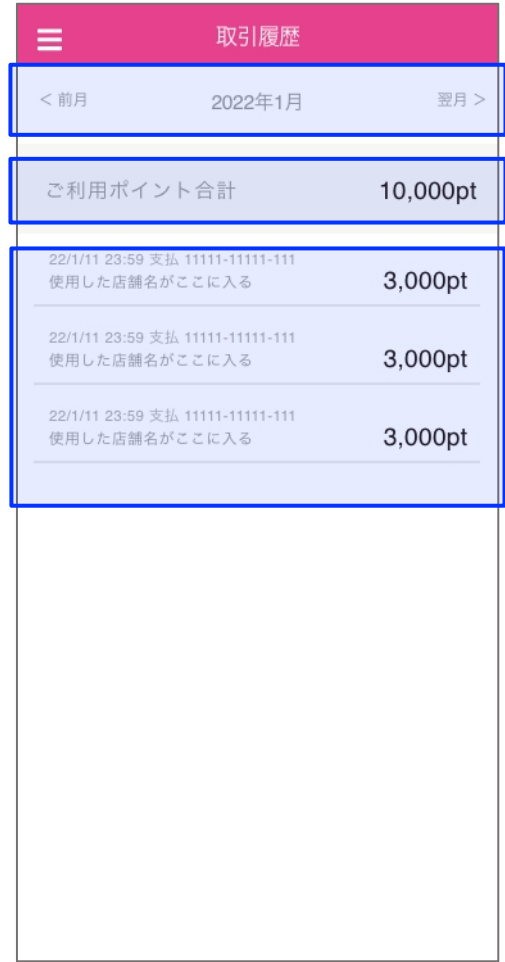 取引履歴
< 前月 2022年1月 翌月 >
ご利用ポイント合計 10,000pt
22/1/11 23:59 支払 11111-11111-111
使用した店舗名がここに入る 3,000pt
22/1/11 23:59 支払 11111-11111-111
使用した店舗名がここに入る 3,000pt
22/1/11 23:59 支払 11111-11111-111
使用した店舗名がここに入る 3,000pt